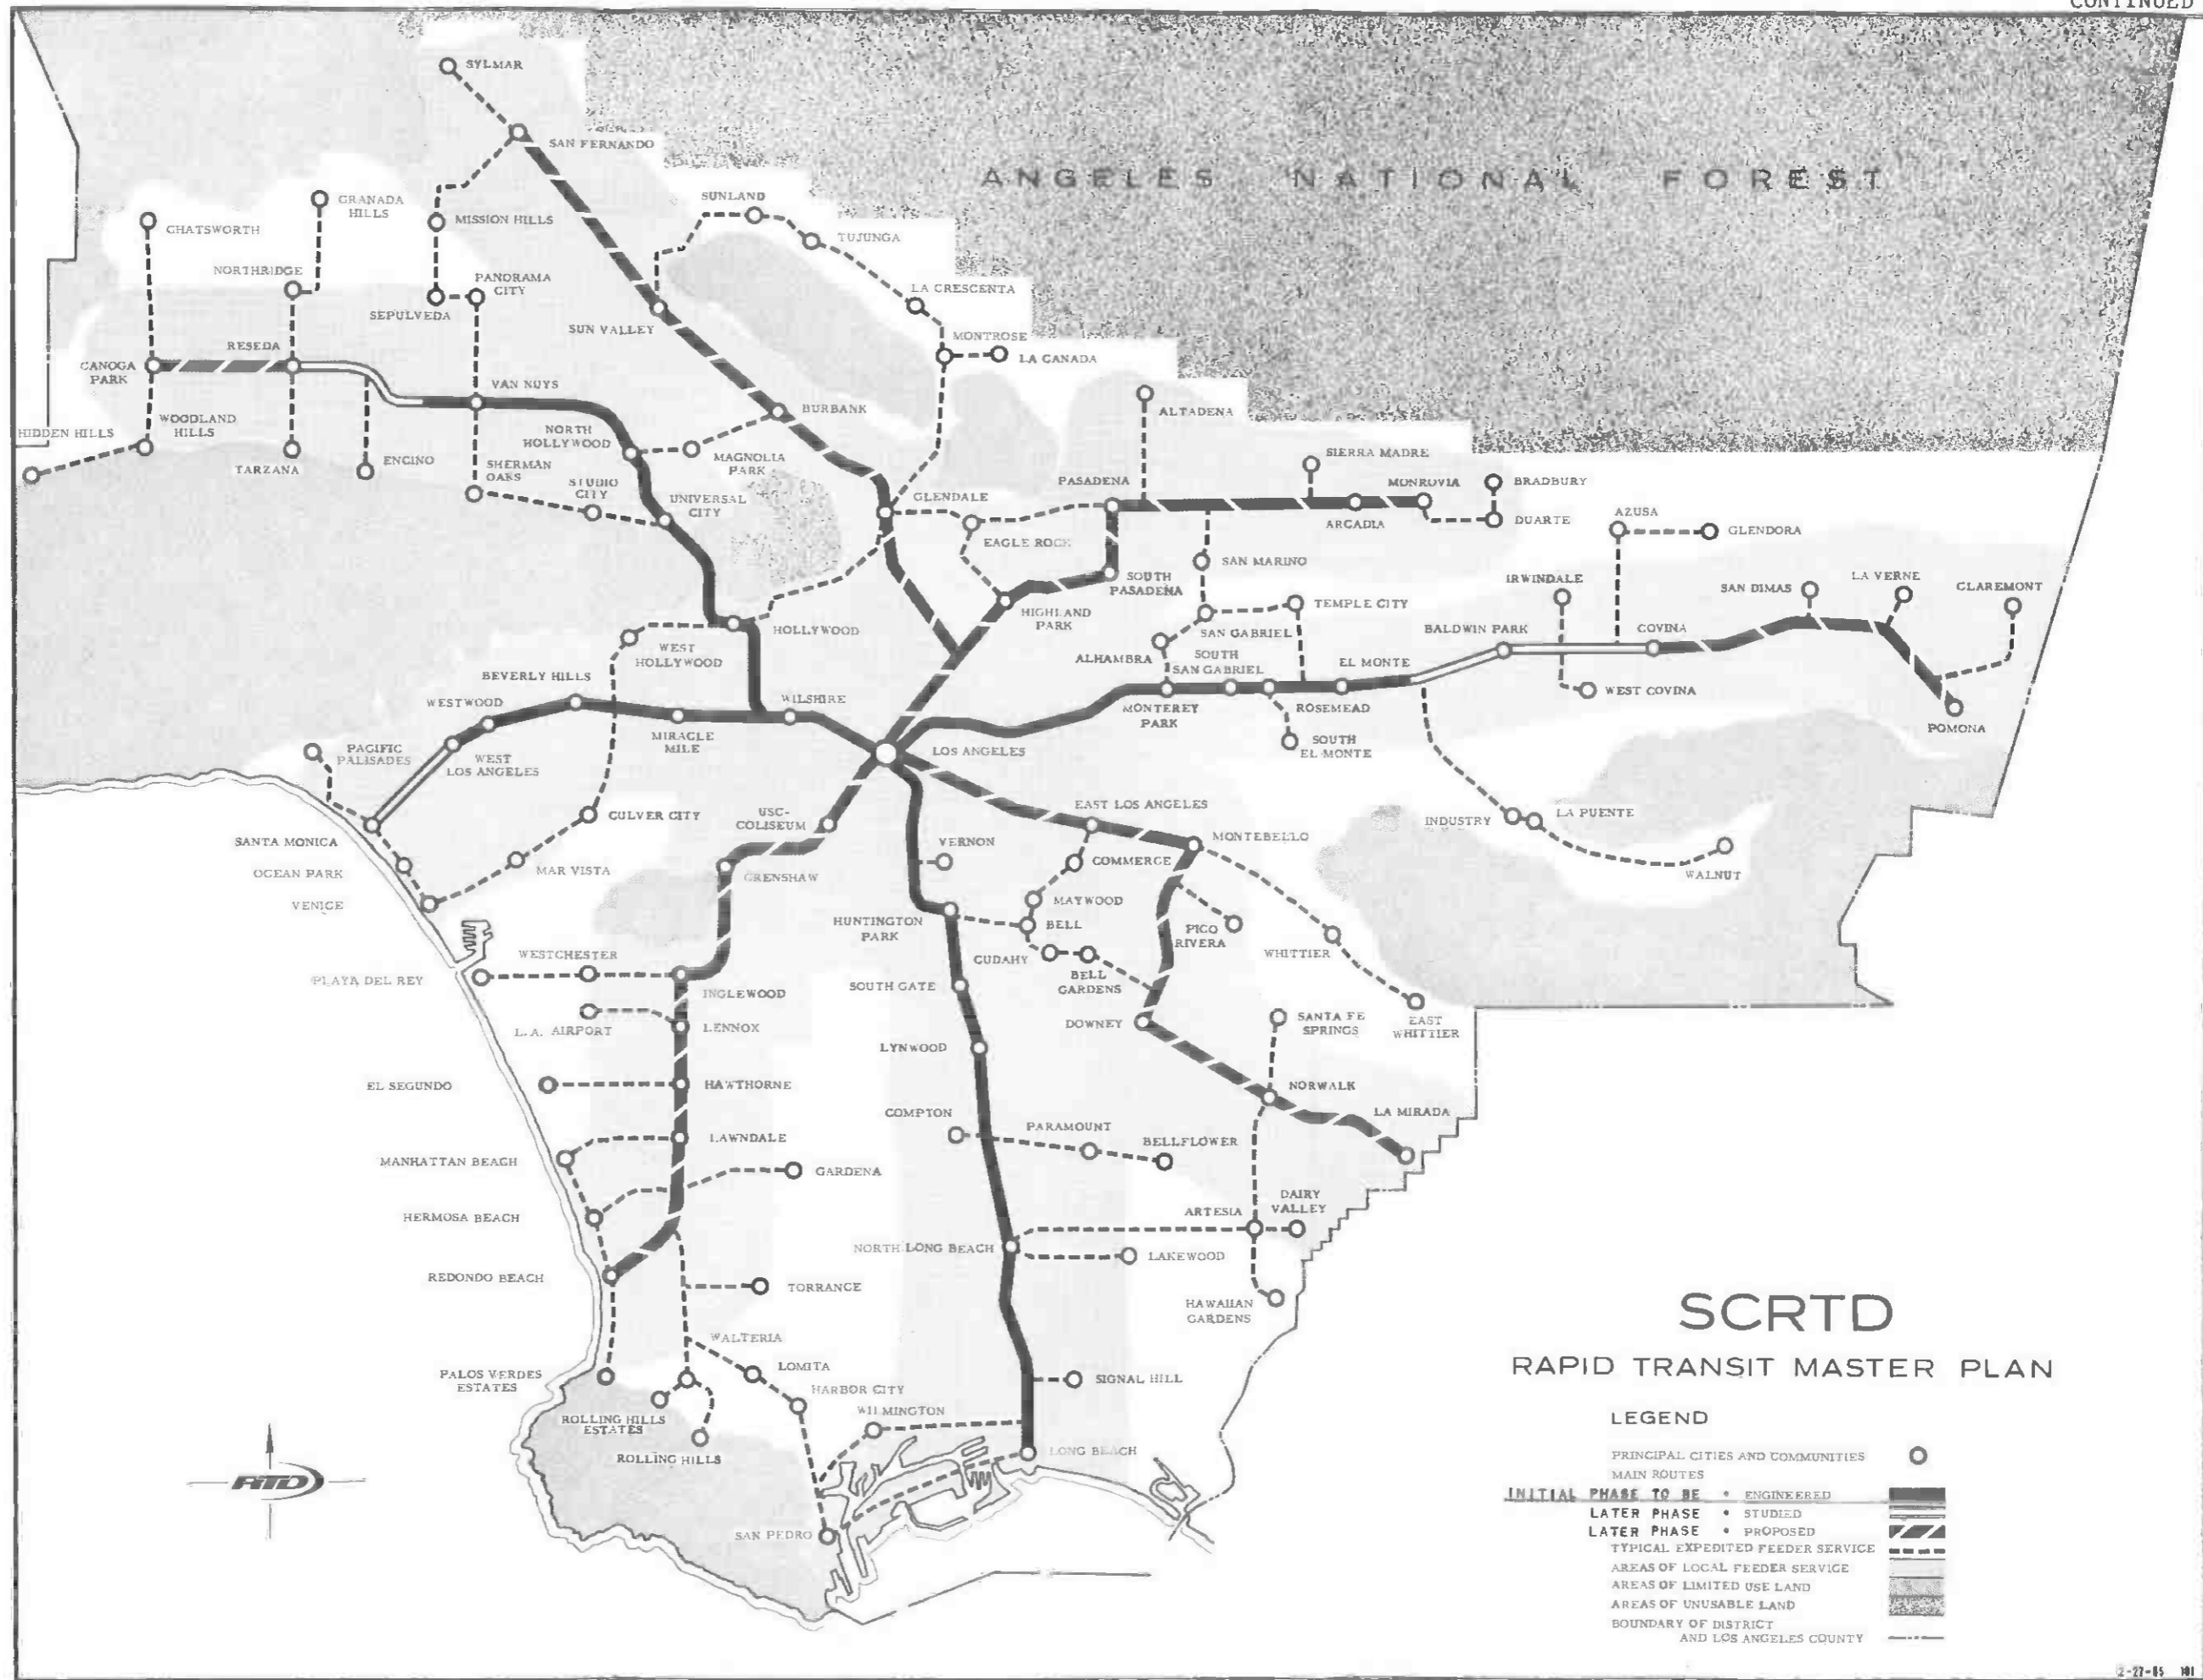 CONTINUED
SYLMAR
SAN FERNANDO
ANGELES NATIONAL FOREST
GRANADA
HILLS
CHATSWORTH
MISSION HILLS
SUNLAND
TUJUNGA
NORTHRIDGE
PANORAMA
CITY
SEPULVEDA
LA CRESCENTA
SUN VALLEY
MONTROSE
LA CANADA
RESEDA
CANOGA
PARK
VAN NUYS
BURBANK
ALTADENA
WOODLAND
HILLS
HIDDEN HILLS
NORTH
HOLLYWOOD
MAGNOLIA
PARK
TARZANA
ENCINO
SHERMAN
OAKS
STUDIO
CITY
UNIVERSAL
CITY
GLENDALE
PASADENA
SIERRA MADRE
MONROVIA
BRADBURY
ARCADIA
DUARTE
AZUSA
GLENDORA
EAGLE ROCK
SAN MARINO
SOUTH
PASADENA
IRWINDALE
SAN DIMAS
LA VERNE
CLAREMONT
HIGHLAND
PARK
TEMPLE CITY
SAN GABRIEL
HOLLYWOOD
WEST
HOLLYWOOD
ALHAMBRA
SOUTH
SAN GABRIEL
EL MONTE
BALDWIN PARK
COVINA
BEVERLY HILLS
WESTWOOD
WILSHIRE
MONTEREY
PARK
ROSEMEAD
WEST COVINA
POMONA
MIRACLE
MILE
LOS ANGELES
SOUTH
EL MONTE
PACIFIC
PALISADES
WEST
LOS ANGELES
CULVER CITY
USC-
COLISEUM
EAST LOS ANGELES
MONTEBELLO
INDUSTRY
LA PUENTE
SANTA MONICA
OCEAN PARK
MAR VISTA
CRENSHAW
VERNON
COMMERCE
WALNUT
VENICE
HUNTINGTON
PARK
MAYWOOD
BELL
PICO
RIVERA
WHITTIER
WESTCHESTER
CUDAHY
BELL
GARDENS
PLAYA DEL REY
INGLEWOOD
SOUTH GATE
L.A. AIRPORT
LENNOX
DOWNEY
SANTA FE
SPRINGS
EAST
WHITTIER
LYNWOOD
EL SEGUNDO
HAWTHORNE
NORWALK
COMPTON
PARAMOUNT
BELLFLOWER
LA MIRADA
LAWNDALE
MANHATTAN BEACH
GARDENA
HERMOSA BEACH
ARTESIA
DAIRY
VALLEY
NORTH LONG BEACH
LAKEWOOD
REDONDO BEACH
TORRANCE
HAWAIIAN
GARDENS
WALTERIA
LOMITA
PALOS VERDES
ESTATES
HARBOR CITY
SIGNAL HILL
ROLLING HILLS
ESTATES
WILMINGTON
ROLLING HILLS
LONG BEACH
SAN PEDRO
RTD
SCRTD
RAPID TRANSIT MASTER PLAN
LEGEND
PRINCIPAL CITIES AND COMMUNITIES
MAIN ROUTES
INITIAL PHASE TO BE • ENGINEERED
LATER PHASE • STUDIED
LATER PHASE • PROPOSED
TYPICAL EXPEDITED FEEDER SERVICE
AREAS OF LOCAL FEEDER SERVICE
AREAS OF LIMITED USE LAND
AREAS OF UNUSABLE LAND
BOUNDARY OF DISTRICT
AND LOS ANGELES COUNTY